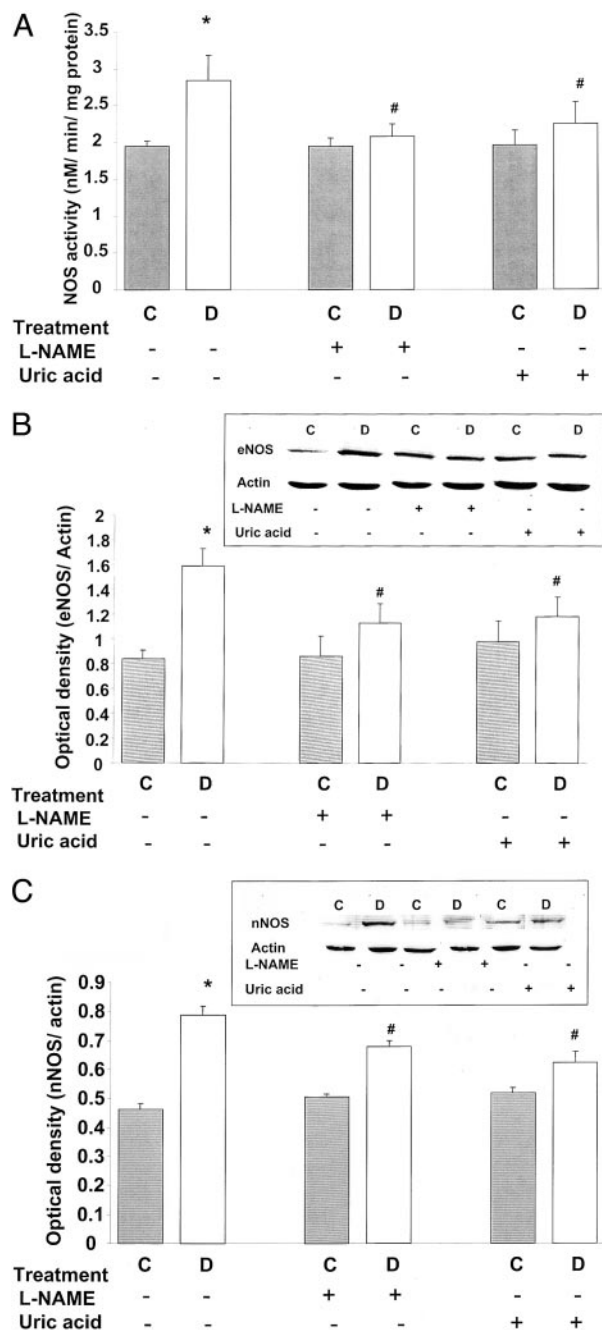 A
*
#
#
NOS activity (nM/ min/ mg protein)
3.5
3
2.5
2
1.5
1
0.5
0
C D C D C D
Treatment
L-NAME - - + + - -
Uric acid - - - - + +
B
C D C D C D
eNOS
Actin
L-NAME - - + + - -
Uric acid - - - - + +
*
#
#
Optical density (eNOS/ Actin)
2
1.8
1.6
1.4
1.2
1
0.8
0.6
0.4
0.2
0
C D C D C D
Treatment
L-NAME - - + + - -
Uric acid - - - - + +
C
C D C D C D
nNOS
Actin
L-NAME - - + + - -
Uric acid - - - - + +
*
#
#
Optical density (nNOS/ actin)
0.9
0.8
0.7
0.6
0.5
0.4
0.3
0.2
0.1
0
C D C D C D
Treatment
L-NAME - - + + - -
Uric acid - - - - + +